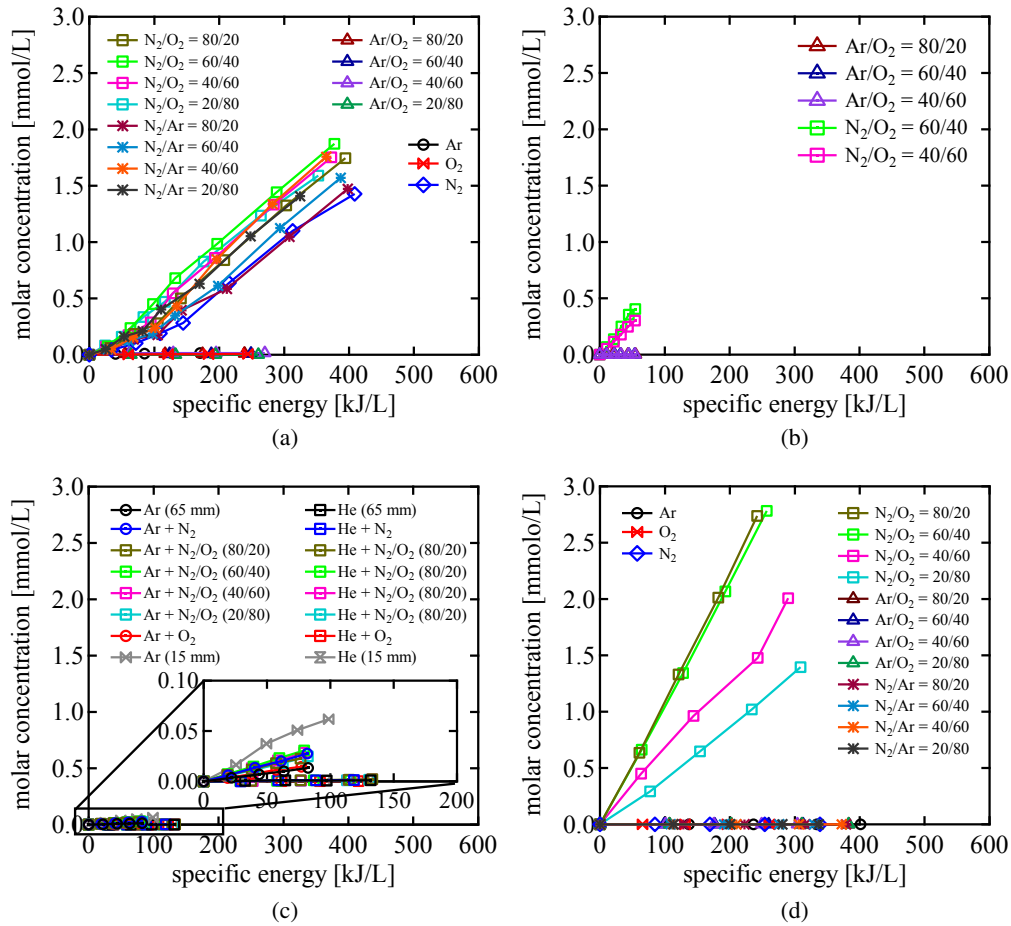 3.0
2.5
2.0
1.5
1.0
0.5
0.0
molar concentration [mmol/L]
N2/O2 = 80/20
N2/O2 = 60/40
N2/O2 = 40/60
N2/O2 = 20/80
N2/Ar = 80/20
N2/Ar = 60/40
N2/Ar = 40/60
N2/Ar = 20/80
Ar/O2 = 80/20
Ar/O2 = 60/40
Ar/O2 = 40/60
Ar/O2 = 20/80
Ar
O2
N2
0 100 200 300 400 500 600
specific energy [kJ/L]
(a)
3.0
2.5
2.0
1.5
1.0
0.5
0.0
molar concentration [mmol/L]
Ar/O2 = 80/20
Ar/O2 = 60/40
Ar/O2 = 40/60
N2/O2 = 60/40
N2/O2 = 40/60
0 100 200 300 400 500 600
specific energy [kJ/L]
(b)
3.0
2.5
2.0
1.5
1.0
0.5
0.0
molar concentration [mmol/L]
Ar (65 mm)
Ar + N2
Ar + N2/O2 (80/20)
Ar + N2/O2 (60/40)
Ar + N2/O2 (40/60)
Ar + N2/O2 (20/80)
Ar + O2
Ar (15 mm)
He (65 mm)
He + N2
He + N2/O2 (80/20)
He + N2/O2 (80/20)
He + N2/O2 (80/20)
He + N2/O2 (80/20)
He + O2
He (15 mm)
0.10
0.05
0.00
0 50 100 150 200
0 100 200 300 400 500 600
specific energy [kJ/L]
(c)
3.0
2.5
2.0
1.5
1.0
0.5
0.0
molar concentration [mmolo/L]
Ar
O2
N2
N2/O2 = 80/20
N2/O2 = 60/40
N2/O2 = 40/60
N2/O2 = 20/80
Ar/O2 = 80/20
Ar/O2 = 60/40
Ar/O2 = 40/60
Ar/O2 = 20/80
N2/Ar = 80/20
N2/Ar = 60/40
N2/Ar = 40/60
N2/Ar = 20/80
0 100 200 300 400 500 600
specific energy [kJ/L]
(d)